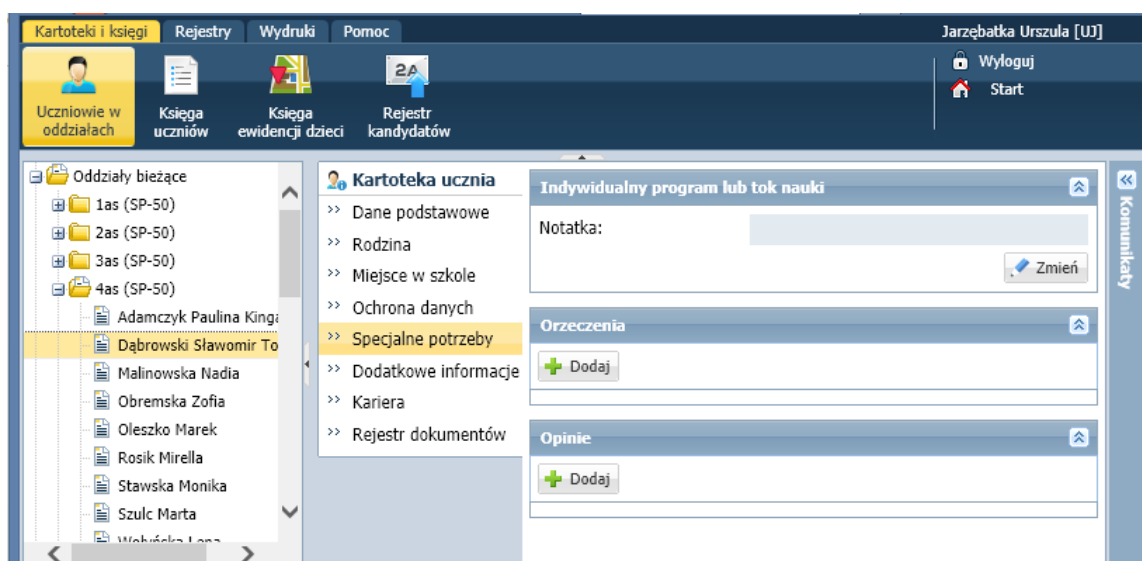 Kartoteki i księgi Rejestry Wydruki Pomoc Jarzębatka Urszula [UJ]
Wyloguj
Start
Uczniowie w oddziałach
Księga uczniów
Księga ewidencji dzieci
2A
Rejestr kandydatów
Oddziały bieżące
1as (SP-50)
2as (SP-50)
3as (SP-50)
4as (SP-50)
Adamczyk Paulina Kinga
Dąbrowski Sławomir To
Malinowska Nadia
Obremska Zofia
Oleszko Marek
Rosik Mirella
Stawska Monika
Szulc Marta
Kartoteka ucznia
Dane podstawowe
Rodzina
Miejsce w szkole
Ochrona danych
Specjalne potrzeby
Dodatkowe informacje
Kariera
Rejestr dokumentów
Indywidualny program lub tok nauki
Notatka:
Zmień
Orzeczenia
Dodaj
Opinie
Dodaj
Komunikaty